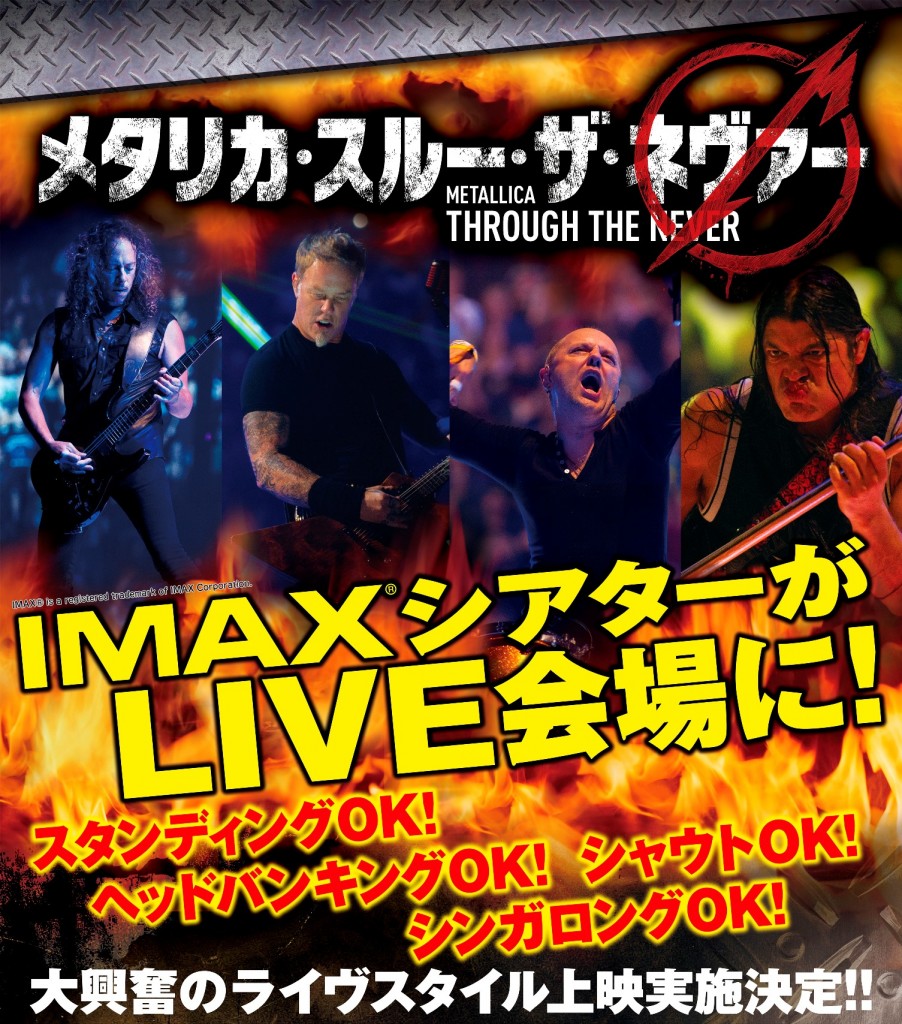 メタリカ・スルー・ザ・ネヴァー
METALLICA
THROUGH THE NEVER
IMAX® is a registered trademark of IMAX Corporation.
IMAX®シアターが
LIVE会場に!
スタンディングOK!
ヘッドバンキングOK! シャウトOK!
シンガロングOK!
大興奮のライヴスタイル上映実施決定!!